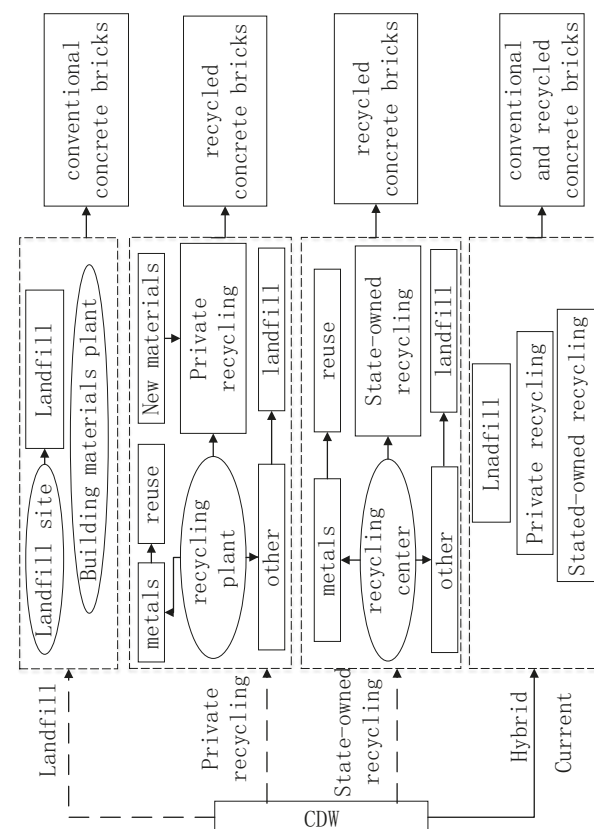 CDW
Landfill
Landfill site
Landfill
Building materials plant
conventional
concrete bricks
Private
recycling
metals
reuse
New materials
recycling
plant
Private
recycling
other
landfill
recycled
concrete bricks
State-owned
recycling
metals
reuse
recycling
center
State-owned
recycling
other
landfill
recycled
concrete bricks
Hybrid
Current
Lnadfill
Private recycling
Stated-owned recycling
conventional
and recycled
concrete bricks